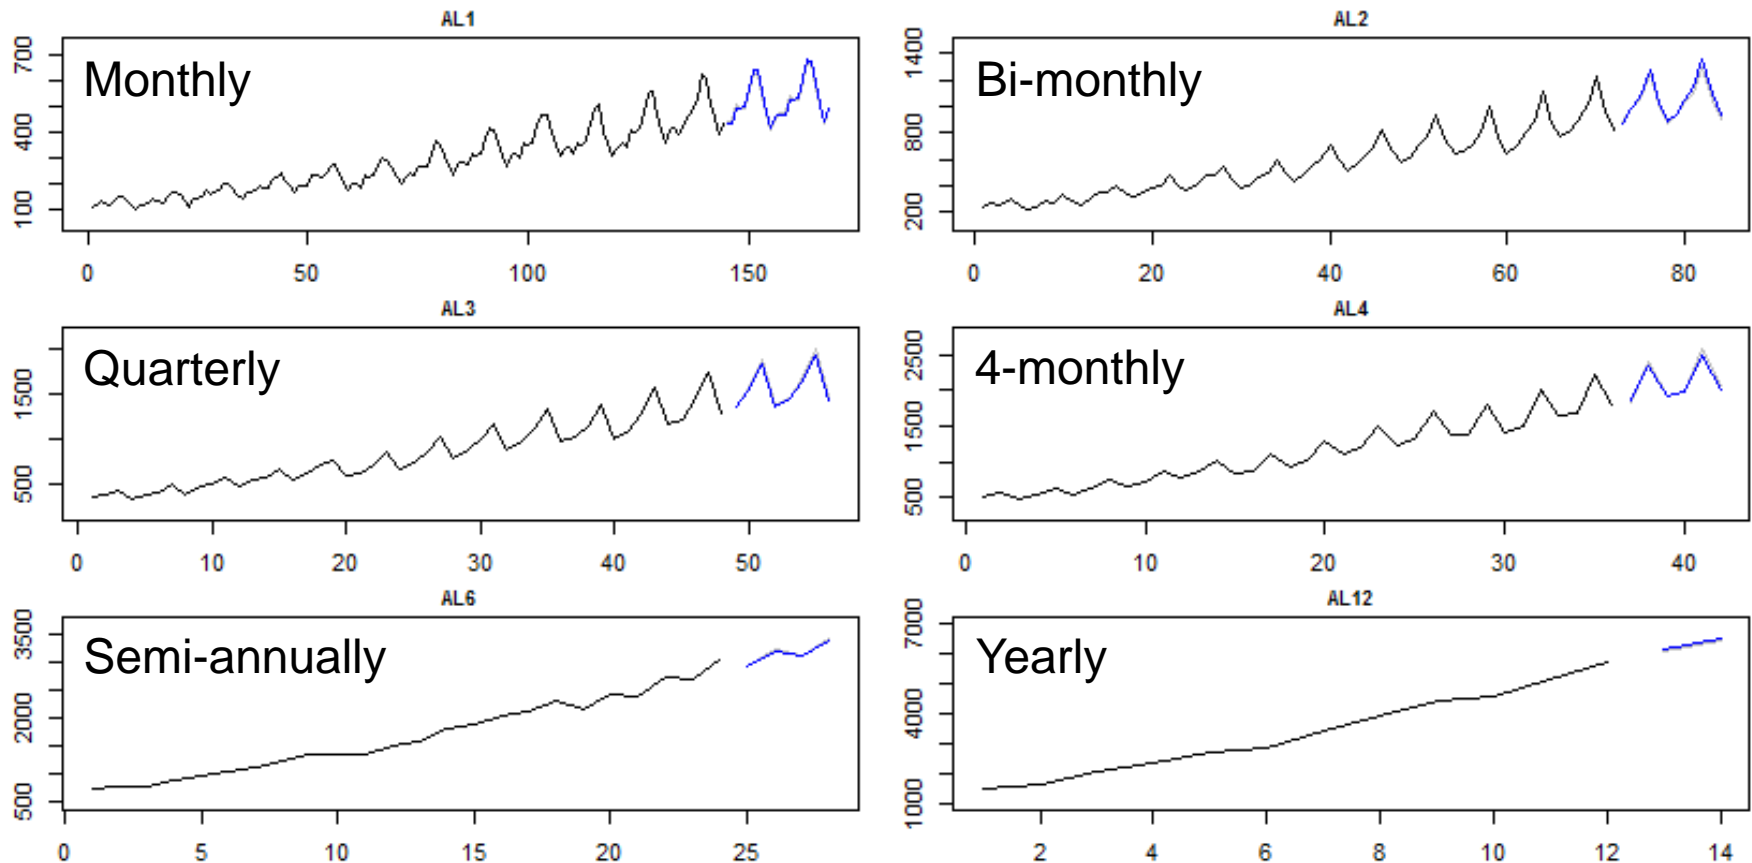 AL1
Monthly
700
400
100
0 50 100 150
AL2
Bi-monthly
1400
800
200
0 20 40 60 80
AL3
Quarterly
1500
500
0 10 20 30 40 50
AL4
4-monthly
2500
1500
500
0 10 20 30 40
AL6
Semi-annually
3500
2000
500
0 5 10 15 20 25
AL12
Yearly
7000
4000
1000
2 4 6 8 10 12 14